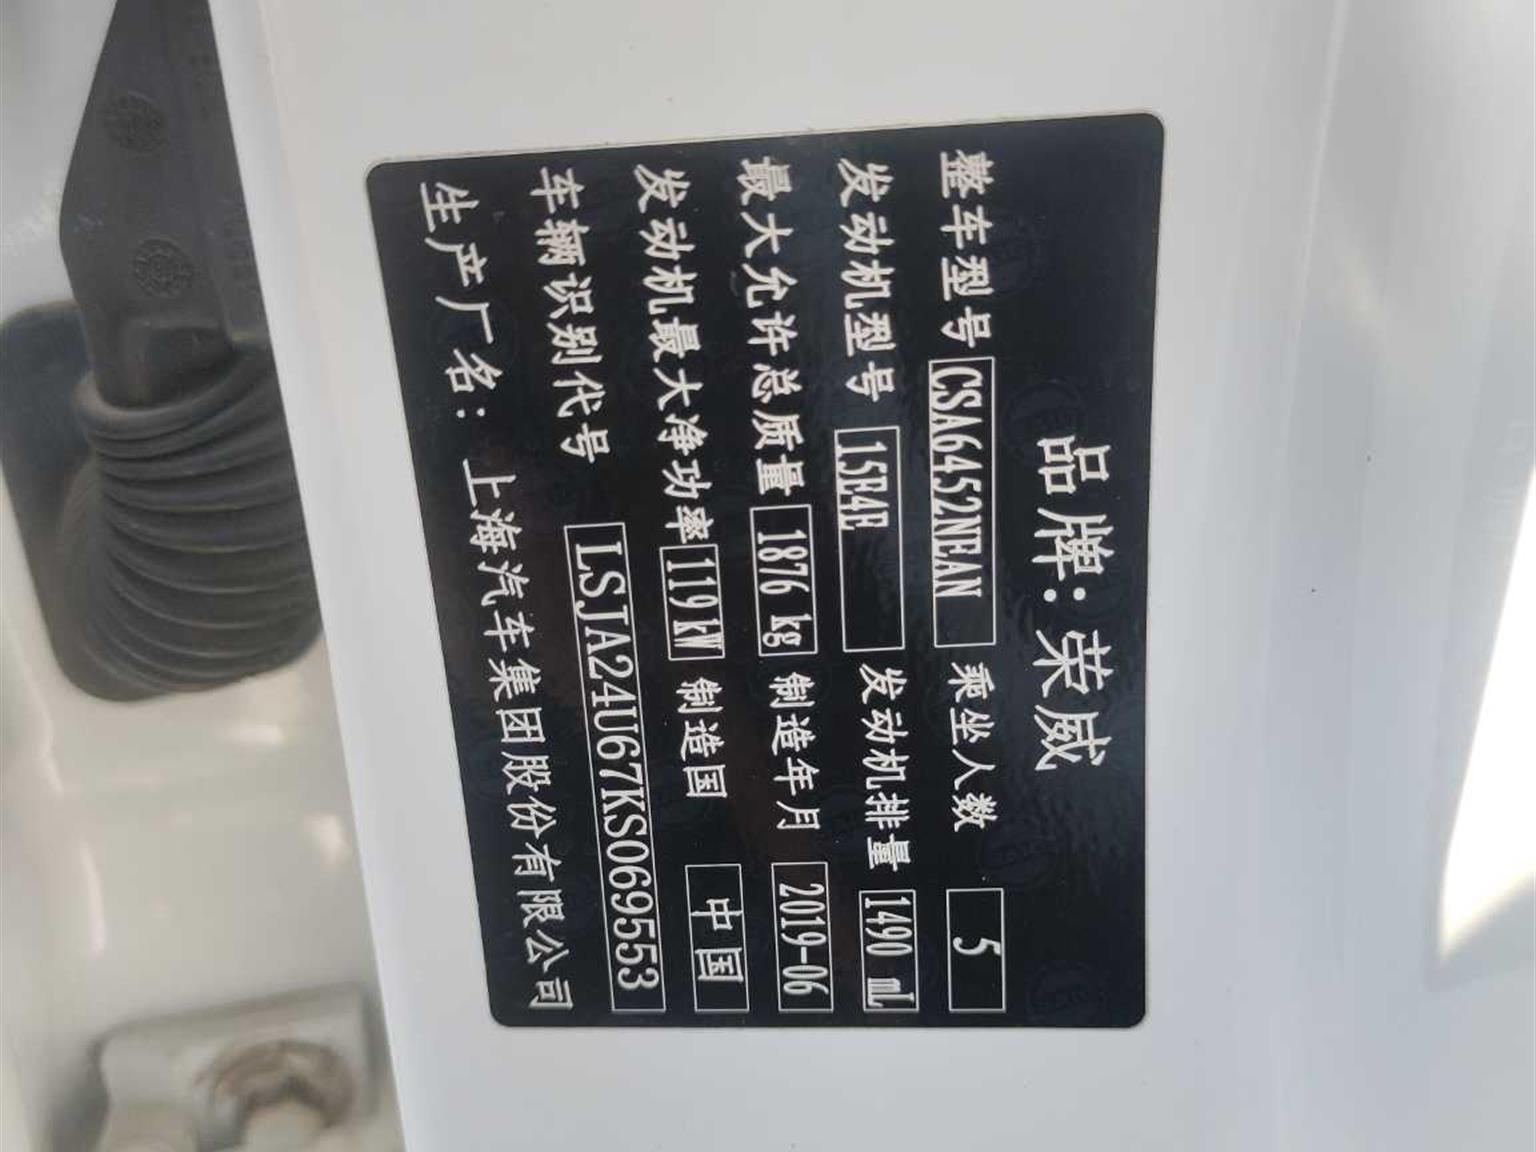 品牌：荣威
整车型号 CSA6452NEAN 乘坐人数 5
发动机型号 15E4E 发动机排量 1490 mL
最大允许总质量 1876 kg 制造年月 2019-06
发动机最大净功率 119kW 制造国 中国
车辆识别代号 LSJA24U67KS069553
生产厂名：上海汽车集团股份有限公司